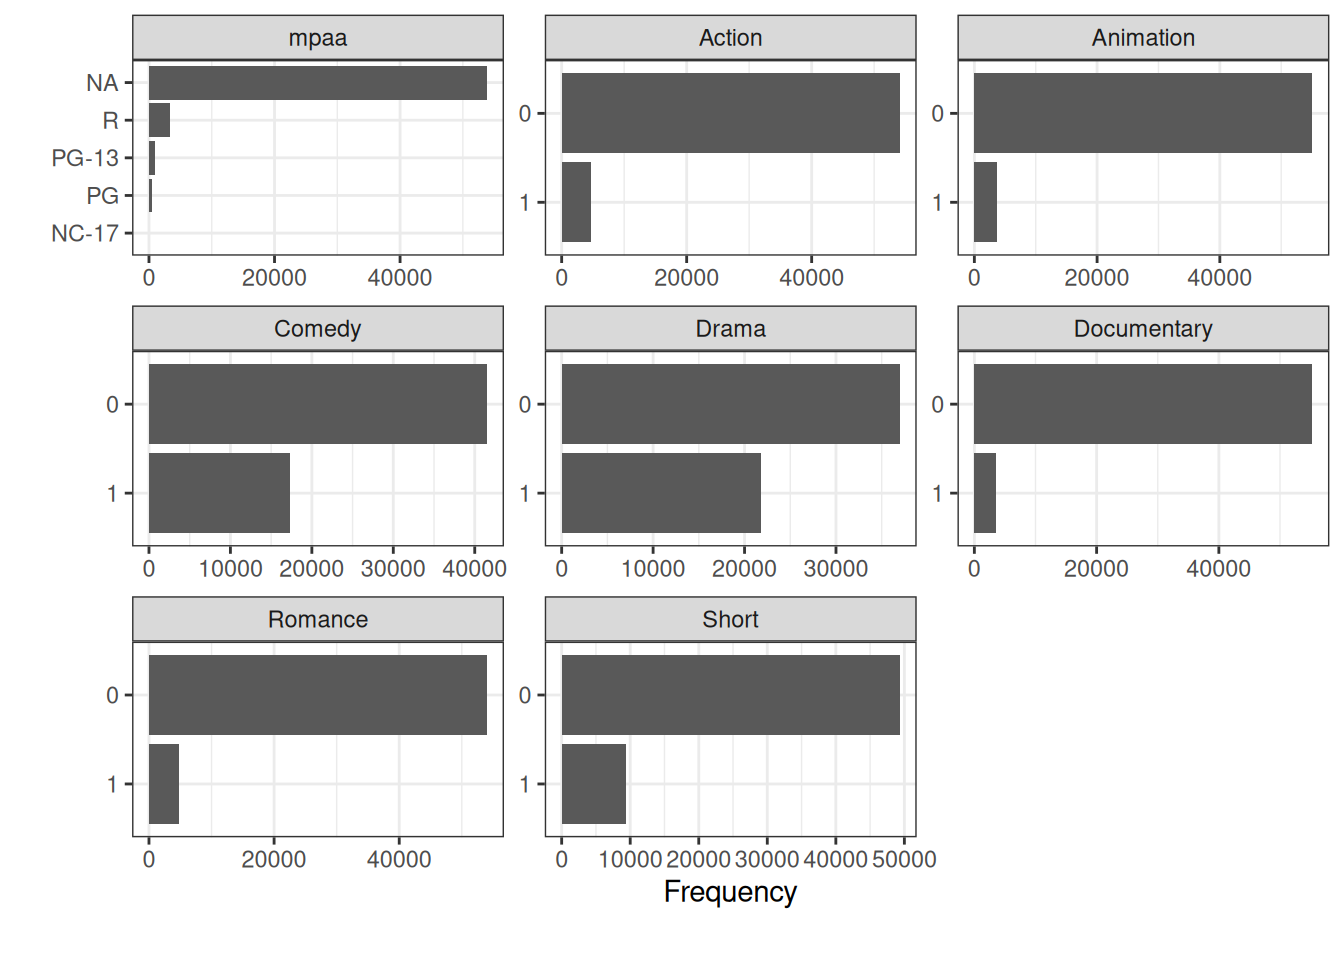 mpaa Action Animation
NA
R
PG-13
PG
NC-17
0
1
0
1
0 20000 40000
0 20000 40000
0 20000 40000
Comedy Drama Documentary
0
1
0
1
0
1
0 10000 20000 30000 40000
0 10000 20000 30000
0 20000 40000
Romance Short
0
1
0
1
0 20000 40000
0 10000 20000 30000 40000 50000
Frequency